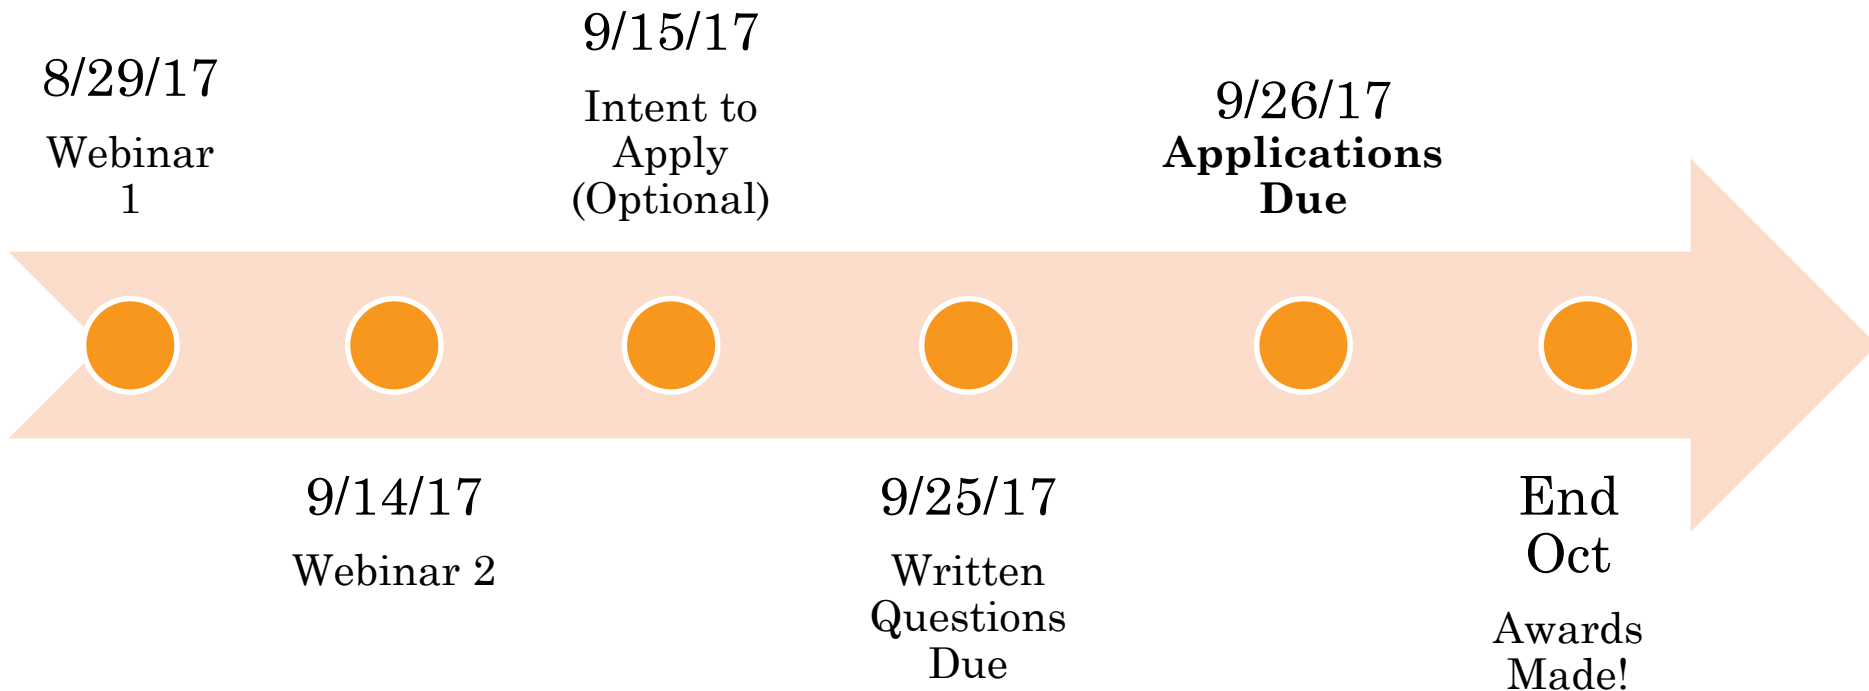 8/29/17
Webinar
1
9/14/17
Webinar 2
9/15/17
Intent to
Apply
(Optional)
9/25/17
Written
Questions
Due
9/26/17
Applications
Due
End
Oct
Awards
Made!